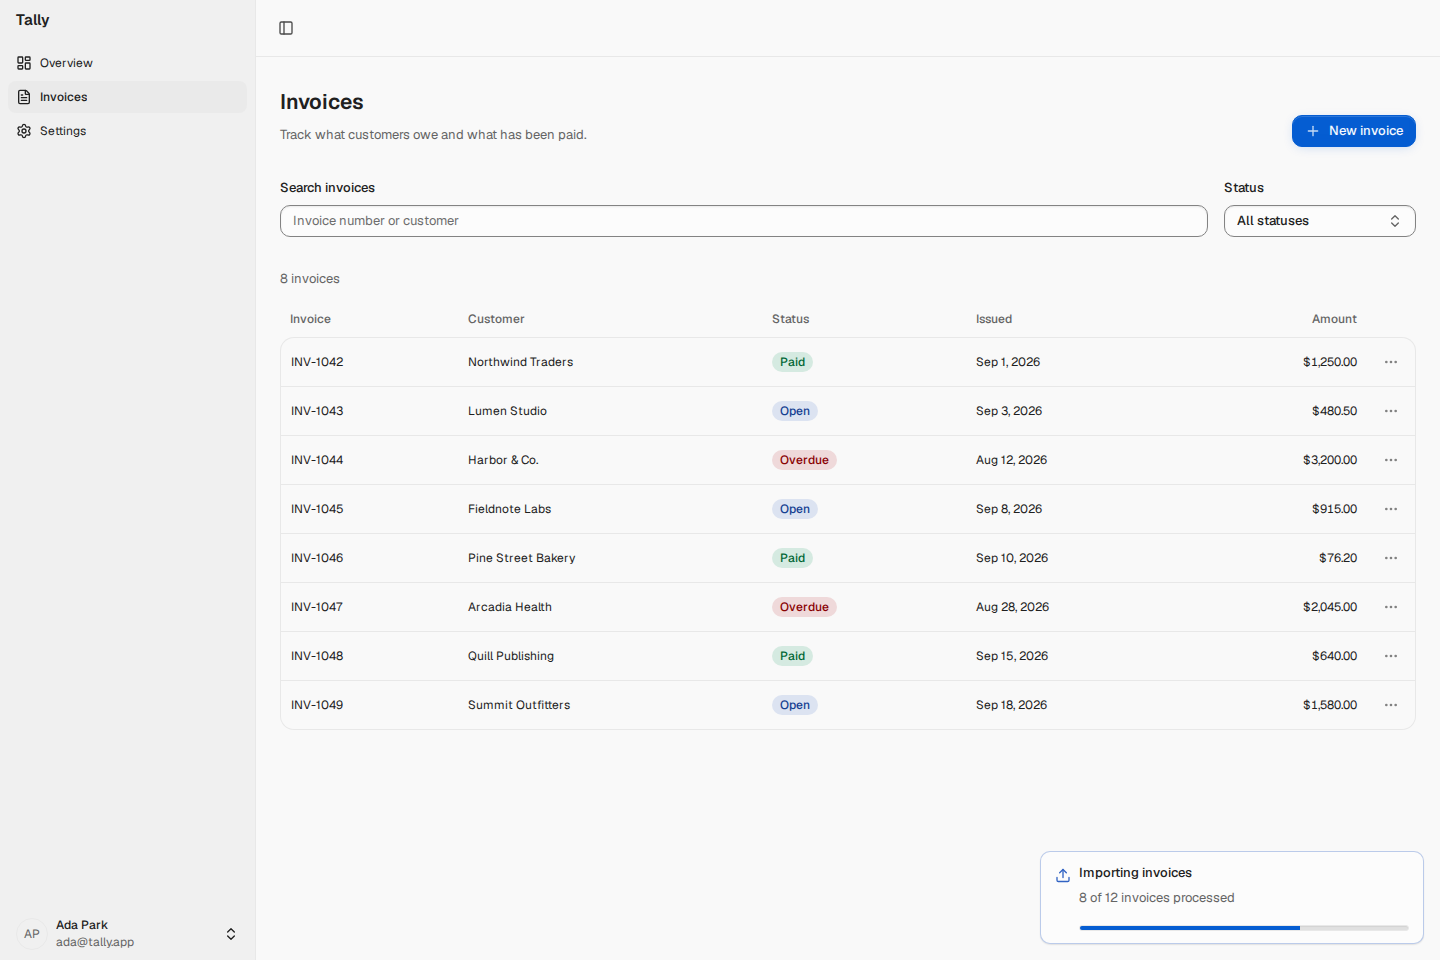 Tally
Overview
Invoices
Settings
Invoices
Track what customers owe and what has been paid.
New invoice
Search invoices
Status
Invoice number or customer
All statuses
8 invoices
Invoice Customer Status Issued Amount
INV-1042 Northwind Traders Paid Sep 1, 2026 $1,250.00
INV-1043 Lumen Studio Open Sep 3, 2026 $480.50
INV-1044 Harbor & Co. Overdue Aug 12, 2026 $3,200.00
INV-1045 Fieldnote Labs Open Sep 8, 2026 $915.00
INV-1046 Pine Street Bakery Paid Sep 10, 2026 $76.20
INV-1047 Arcadia Health Overdue Aug 28, 2026 $2,045.00
INV-1048 Quill Publishing Paid Sep 15, 2026 $640.00
INV-1049 Summit Outfitters Open Sep 18, 2026 $1,580.00
Importing invoices
8 of 12 invoices processed
AP
Ada Park
ada@tally.app